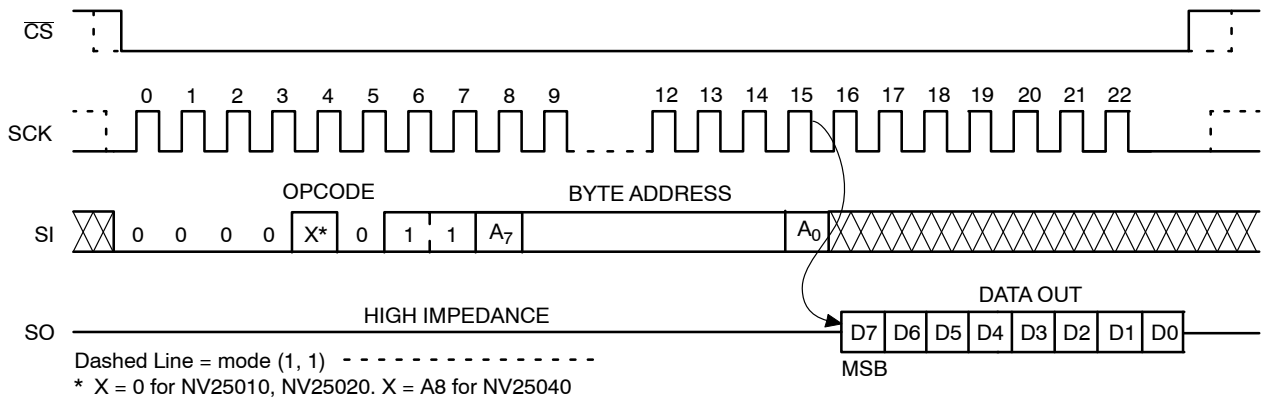 CS
0 1 2 3 4 5 6 7 8 9 12 13 14 15 16 17 18 19 20 21 22
SCK
OPCODE BYTE ADDRESS
SI 0 0 0 0 X* 0 1 1 A7 A0
DATA OUT
HIGH IMPEDANCE
SO D7 D6 D5 D4 D3 D2 D1 D0
MSB
Dashed Line = mode (1, 1)
* X = 0 for NV25010, NV25020. X = A8 for NV25040